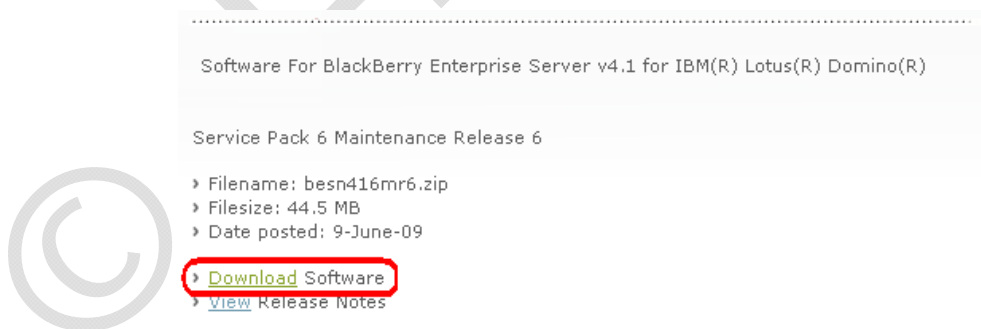 Software For BlackBerry Enterprise Server v4.1 for IBM(R) Lotus(R) Domino(R)
Service Pack 6 Maintenance Release 6
› Filename: besn416mr6.zip
› Filesize: 44.5 MB
› Date posted: 9-June-09
› Download Software
› View Release Notes
©